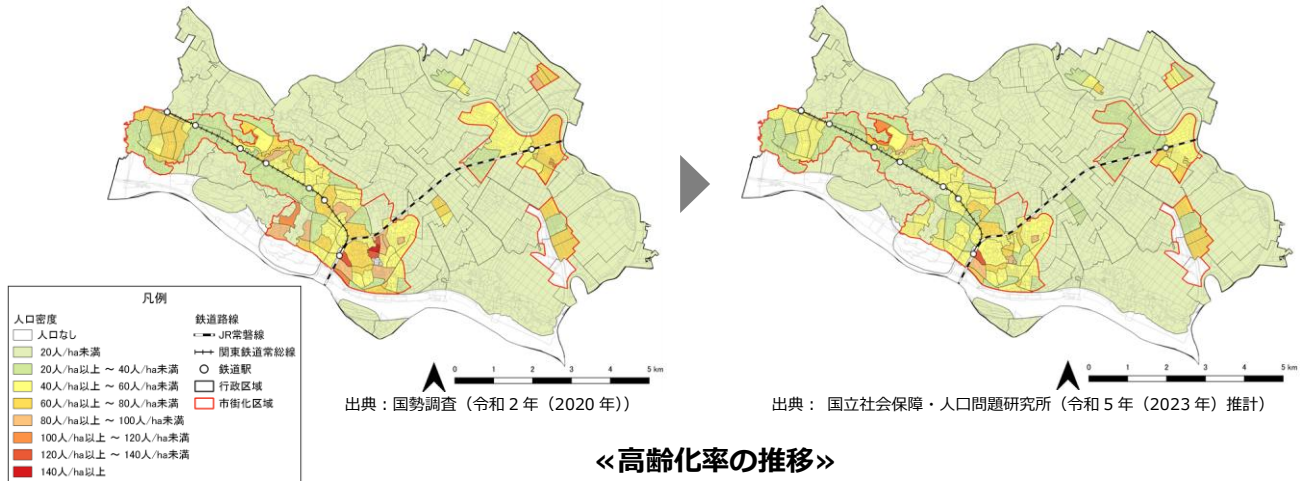 凡例
人口密度
人口なし
20人/ha未満
20人/ha以上 ～ 40人/ha未満
40人/ha以上 ～ 60人/ha未満
60人/ha以上 ～ 80人/ha未満
80人/ha以上 ～ 100人/ha未満
100人/ha以上 ～ 120人/ha未満
120人/ha以上 ～ 140人/ha未満
140人/ha以上
鉄道路線
JR常磐線
関東鉄道常総線
鉄道駅
行政区域
市街化区域
0 1 2 3 4 5 km
出典：国勢調査（令和２年（2020 年））
0 1 2 3 4 5 km
出典： 国立社会保障・人口問題研究所（令和５年（2023 年）推計）
≪高齢化率の推移≫